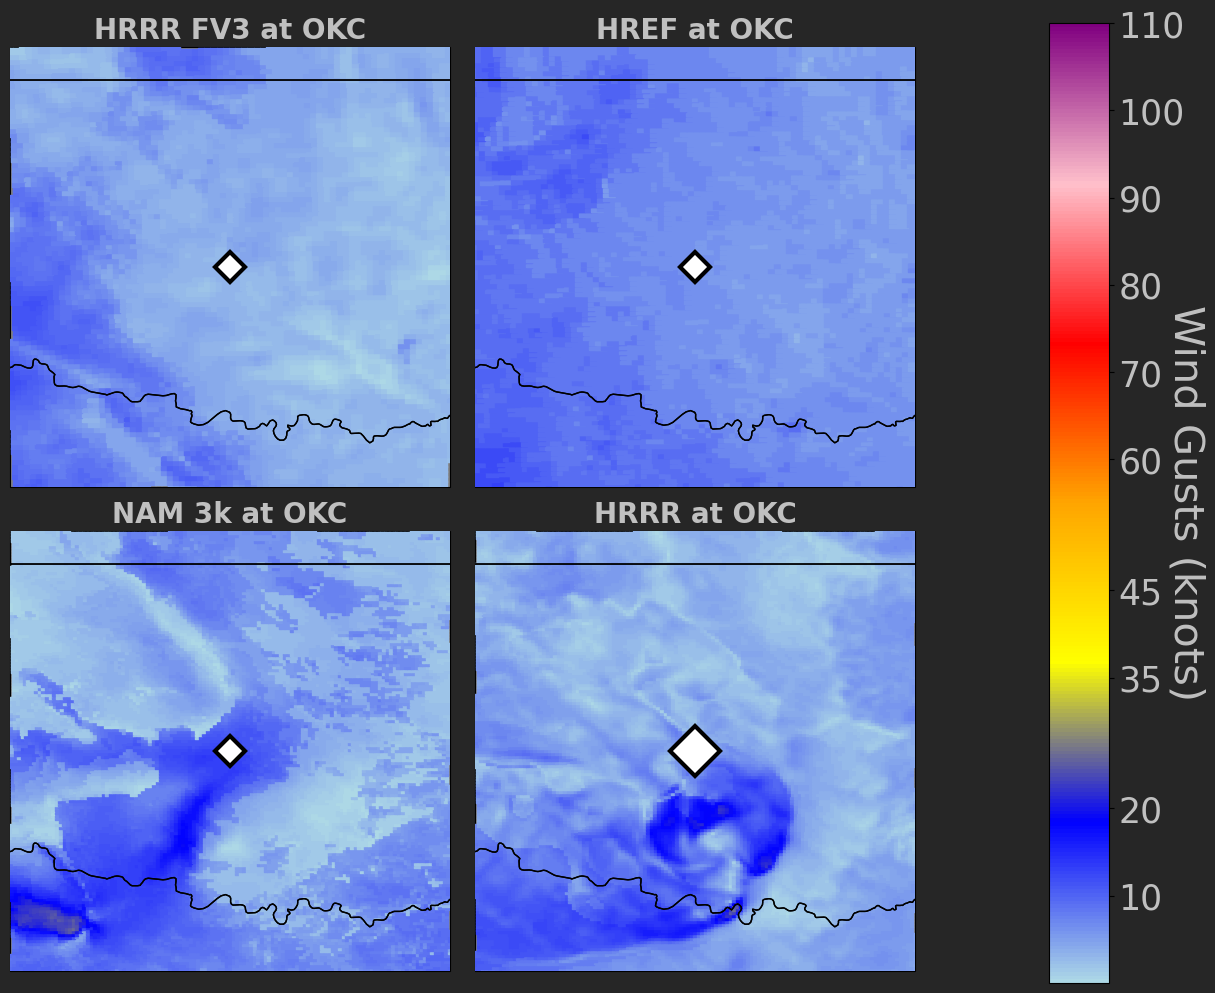 HRRR FV3 at OKC
HREF at OKC
NAM 3k at OKC
HRRR at OKC
110
100
90
80
70
60
45
35
20
10
Wind Gusts (knots)